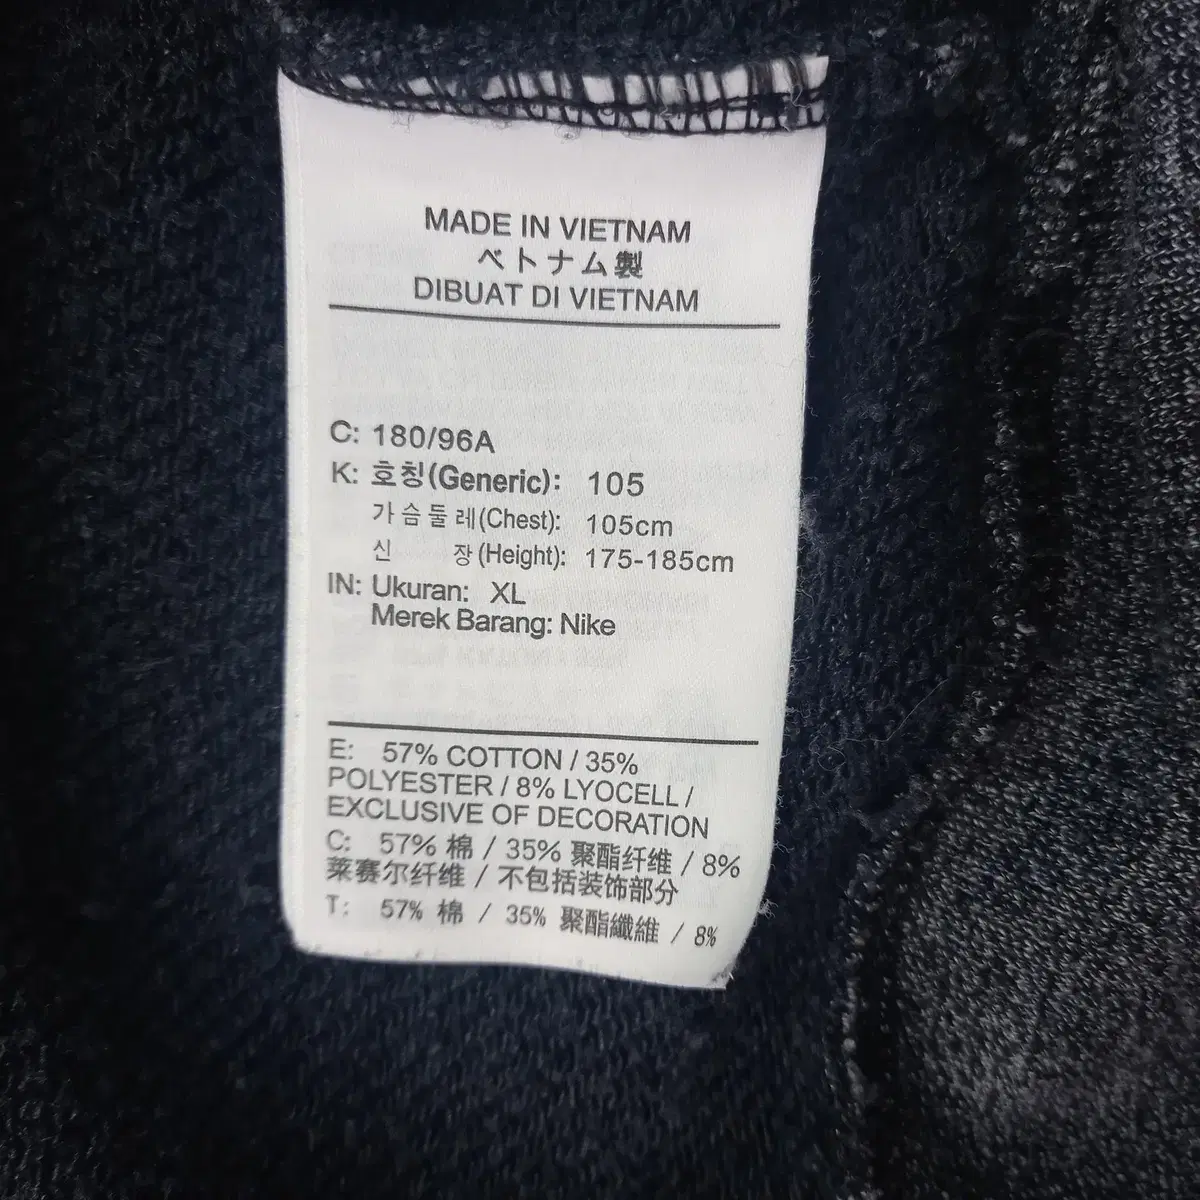 MADE IN VIETNAM
ベトナム製
DIBUAT DI VIETNAM
C: 180/96A
K: 호칭(Generic): 105
가슴둘레(Chest): 105cm
신 장(Height): 175-185cm
IN: Ukuran: XL
Merek Barang: Nike
E: 57% COTTON / 35%
POLYESTER / 8% LYOCELL /
EXCLUSIVE OF DECORATION
C: 57% 棉 / 35% 聚酯纤维 / 8%
莱赛尔纤维 / 不包括装饰部分
T: 57% 棉 / 35% 聚酯纖維 / 8%